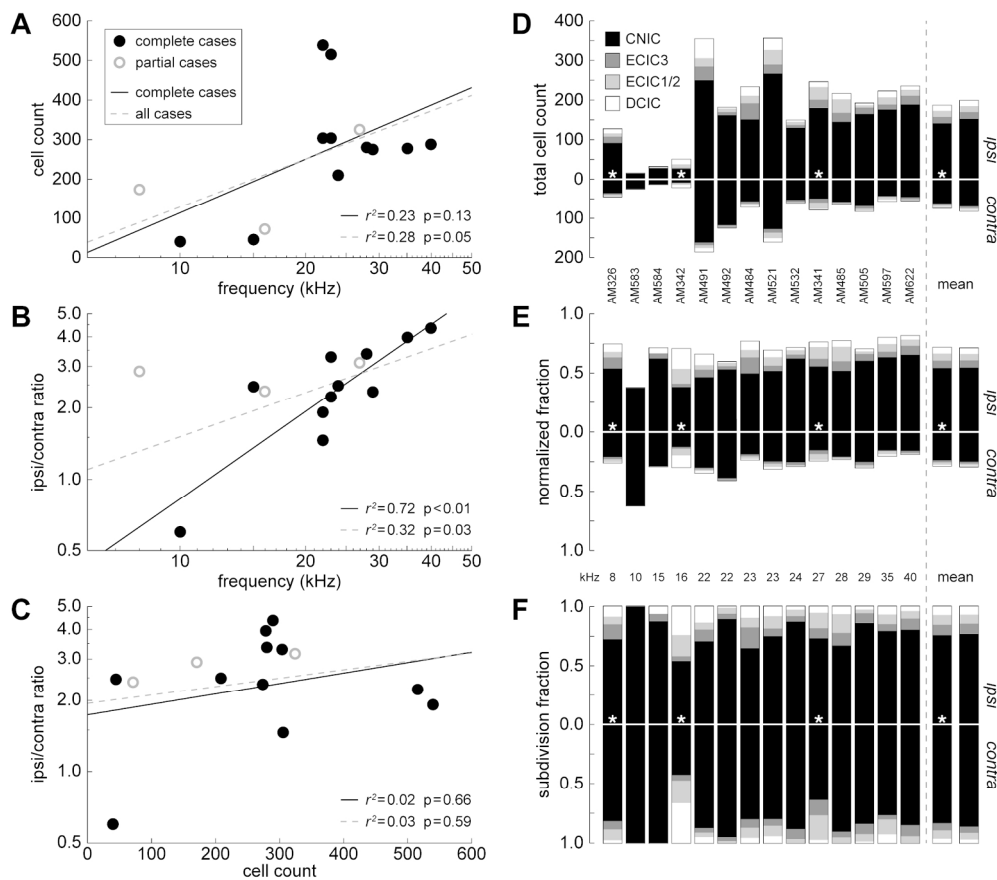 A
600
500
400
300
200
100
0
cell count
complete cases
partial cases
complete cases
all cases
r²=0.23 p=0.13
r²=0.28 p=0.05
10 20 30 40 50
frequency (kHz)
B
5.0
4.0
3.0
2.0
1.0
0.5
ipsi/contra ratio
r²=0.72 p<0.01
r²=0.32 p=0.03
10 20 30 40 50
frequency (kHz)
C
5.0
4.0
3.0
2.0
1.0
0.5
ipsi/contra ratio
r²=0.02 p=0.66
r²=0.03 p=0.59
0 100 200 300 400 500 600
cell count
D
400
300
200
100
0
100
200
total cell count
CNIC
ECIC3
ECIC1/2
DCIC
* * * *
ipsi
contra
AM326 AM583 AM584 AM342 AM491 AM492 AM484 AM521 AM532 AM341 AM485 AM505 AM597 AM622 mean
E
1.0
0.5
0.0
0.5
1.0
normalized fraction
* * * *
ipsi
contra
kHz 8 10 15 16 22 22 23 23 24 27 28 29 35 40 mean
F
1.0
0.5
0.0
0.5
1.0
subdivision fraction
* * * *
ipsi
contra